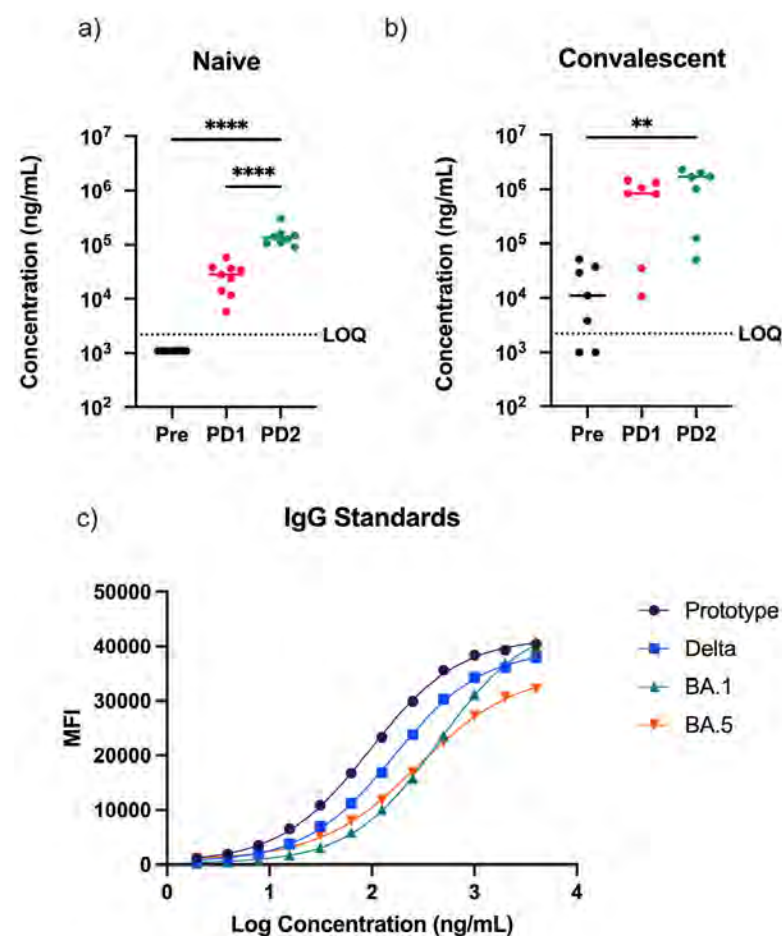 a)
Naive
****
****
Concentration (ng/mL)
10⁷
10⁶
10⁵
10⁴
10³
10²
LOQ
Pre PD1 PD2
b)
Convalescent
**
Concentration (ng/mL)
10⁷
10⁶
10⁵
10⁴
10³
10²
LOQ
Pre PD1 PD2
c)
IgG Standards
MFI
50000
40000
30000
20000
10000
0
0 1 2 3 4
Log Concentration (ng/mL)
Prototype
Delta
BA.1
BA.5